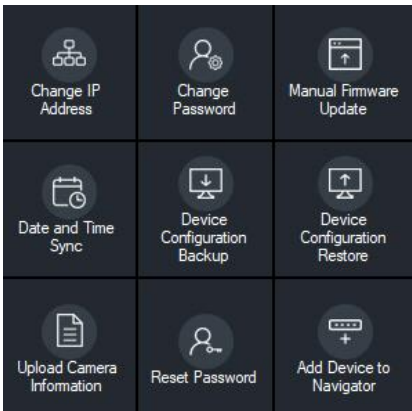 Change IP
Address
Change
Password
Manual Firmware
Update
Date and Time
Sync
Device
Configuration
Backup
Device
Configuration
Restore
Upload Camera
Information
Reset Password
Add Device to
Navigator